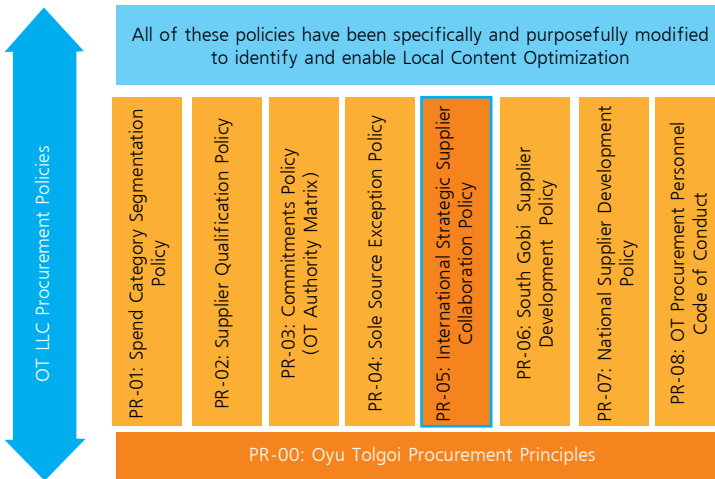 All of these policies have been specifically and purposefully modified
to identify and enable Local Content Optimization
OT LLC Procurement Policies
PR-01: Spend Category Segmentation
Policy
PR-02: Supplier Qualification Policy
PR-03: Commitments Policy
(OT Authority Matrix)
PR-04: Sole Source Exception Policy
PR-05: International Strategic Supplier
Collaboration Policy
PR-06: South Gobi Supplier
Development Policy
PR-07: National Supplier Development
Policy
PR-08: OT Procurement Personnel
Code of Conduct
PR-00: Oyu Tolgoi Procurement Principles